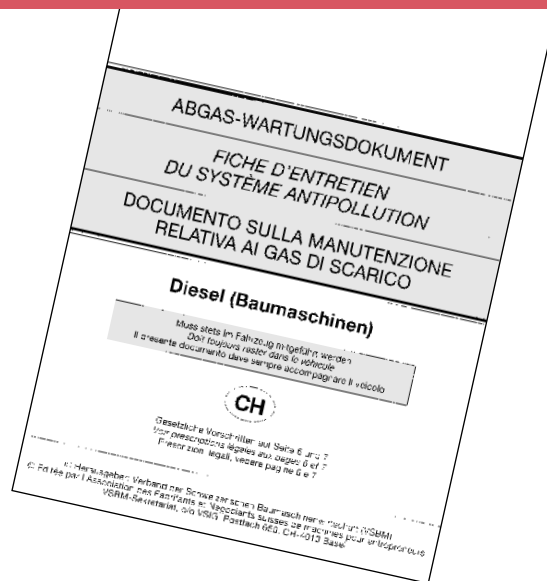 ABGAS-WARTUNGSDOKUMENT
FICHE D'ENTRETIEN
DU SYSTÈME ANTIPOLLUTION
DOCUMENTO SULLA MANUTENZIONE
RELATIVA AI GAS DI SCARICO
Diesel (Baumaschinen)
Muss stets im Fahrzeug mitgeführt werden
Doit toujours rester dans le véhicule
Il presente documento deve sempre accompagnare il veicolo
CH
Gesetzliche Vorschriften auf Seite 6 und 7
Voir prescriptions légales aux pages 6 et 7
Prescrizioni legali, vedere pagine 6 e 7
© Herausgeber: Verband der Schweizerischen Baumaschinenwirtschaft (VSBM)
© Editée par l'Association des Fabricants et Négociants suisses de machines pour entrepreneurs
VSBM-Sekretariat, c/o VSIG, Postfach 656, CH-4010 Basel